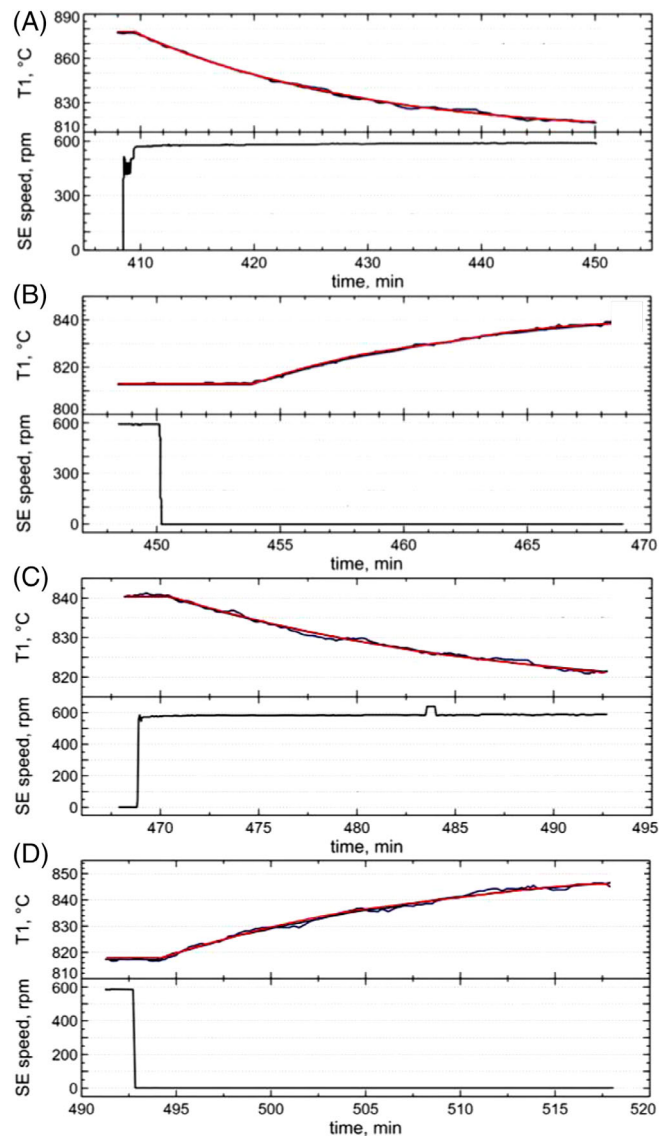 (A)
890
860
830
810
T1, °C
600
300
0
SE speed, rpm
410 420 430 440 450
time, min
(B)
840
820
800
T1, °C
600
300
0
SE speed, rpm
450 455 460 465 470
time, min
(C)
840
830
820
T1, °C
600
400
200
0
SE speed, rpm
470 475 480 485 490 495
time, min
(D)
850
840
830
820
810
T1, °C
600
400
200
0
SE speed, rpm
490 495 500 505 510 515 520
time, min